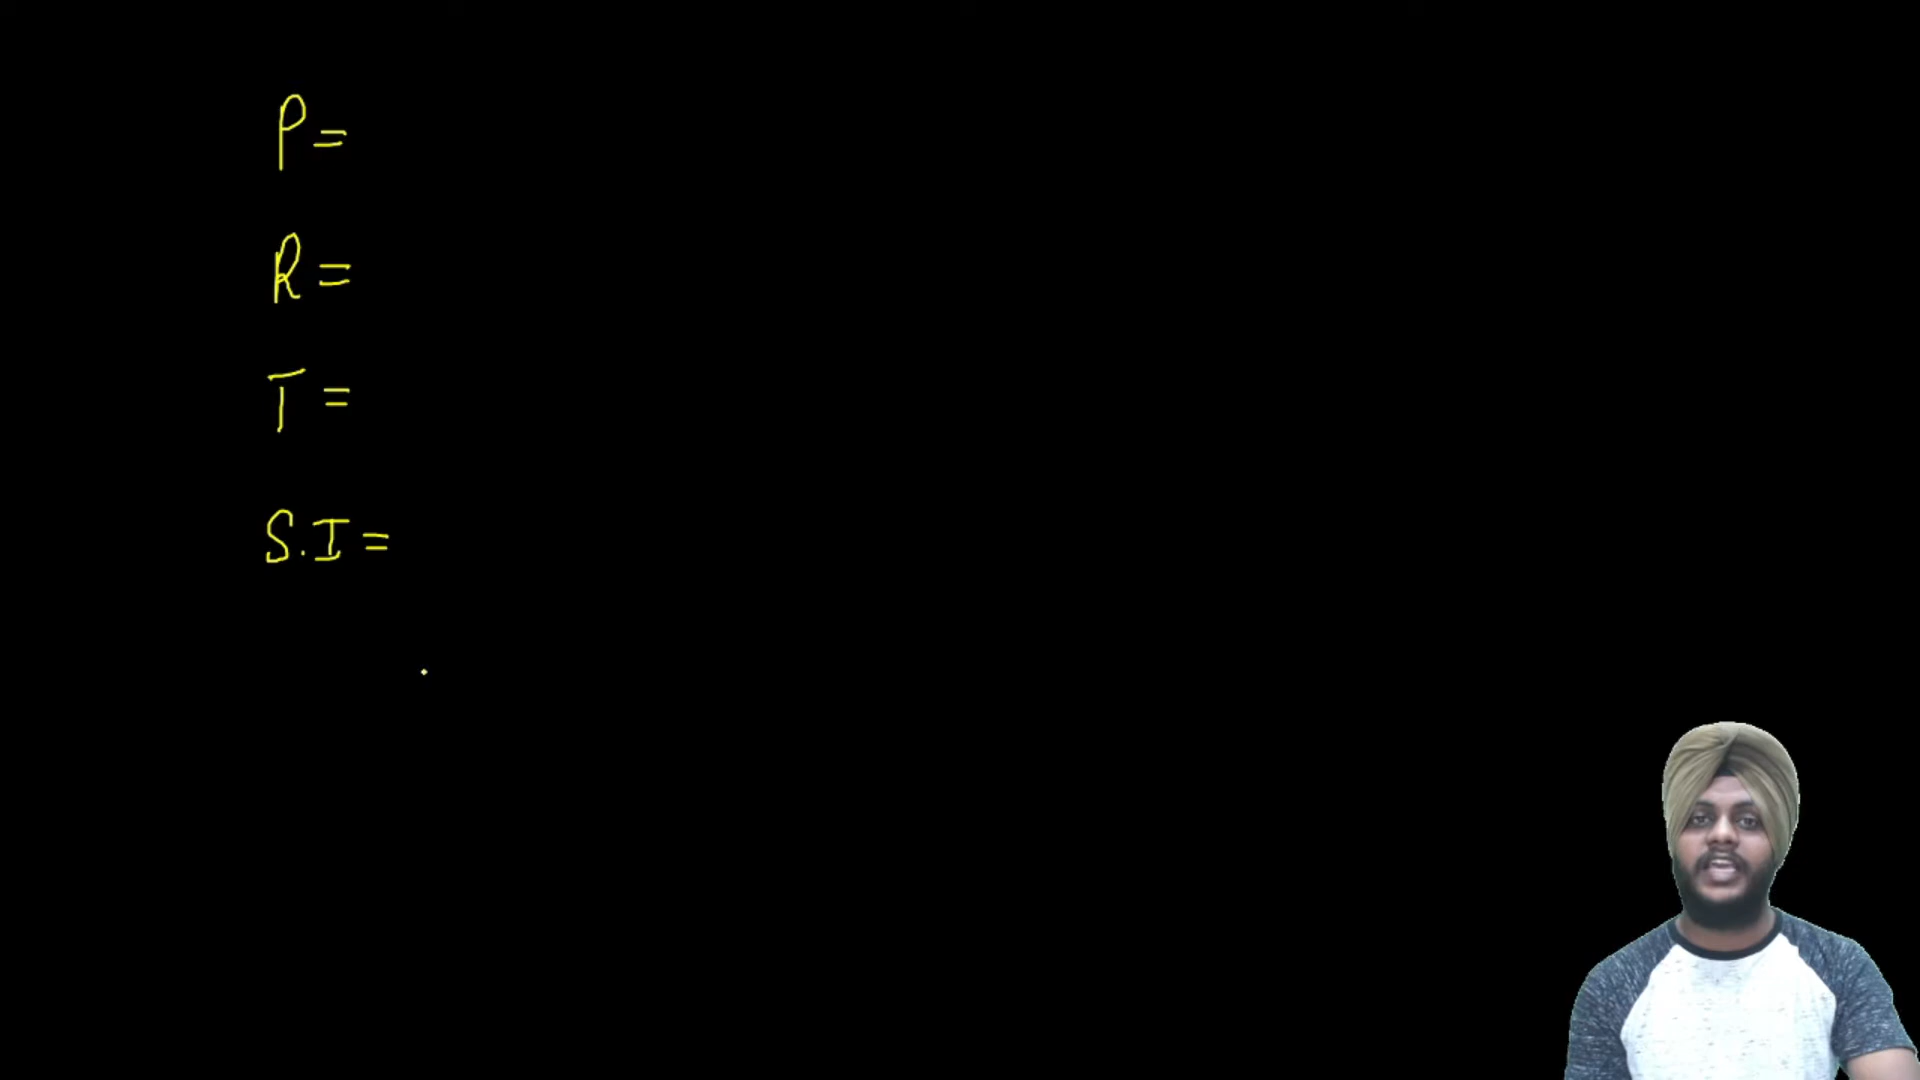 P=
R=
T=
S.I=